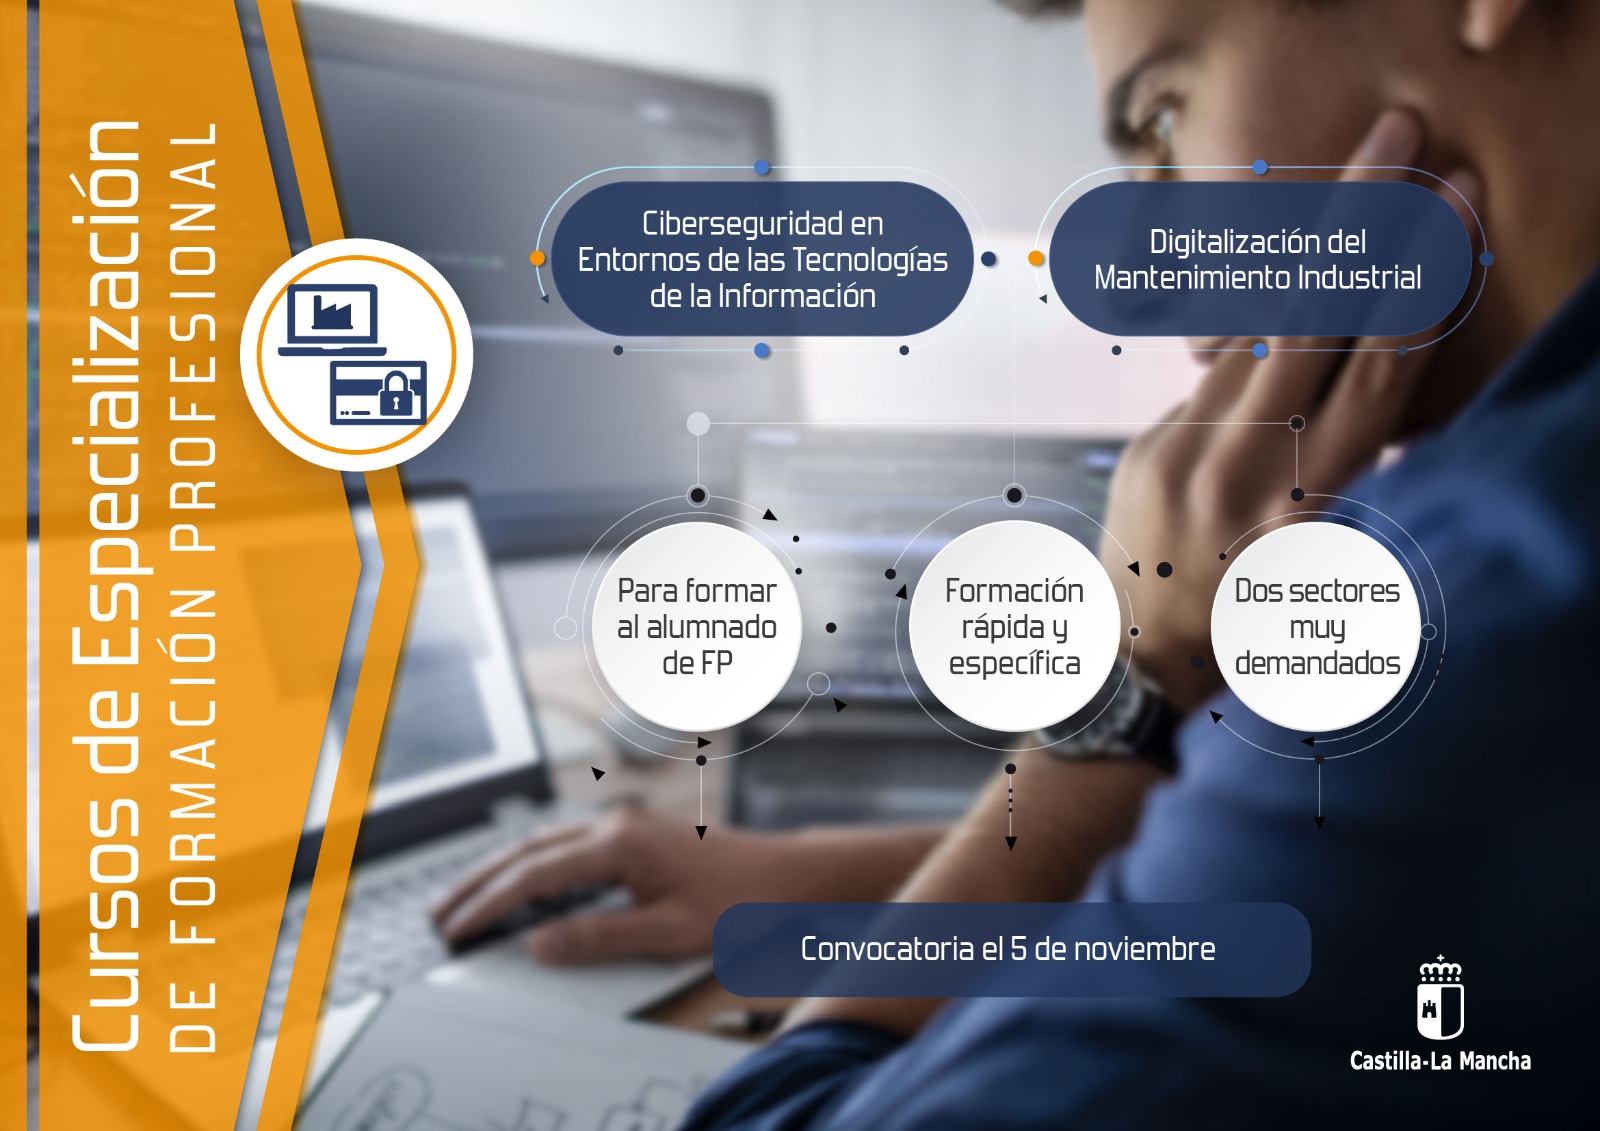 Cursos de Especialización
DE FORMACIÓN PROFESIONAL
Ciberseguridad en
Entornos de las Tecnologías
de la Información
Digitalización del
Mantenimiento Industrial
Para formar
al alumnado
de FP
Formación
rápida y
específica
Dos sectores
muy
demandados
Convocatoria el 5 de noviembre
Castilla-La Mancha